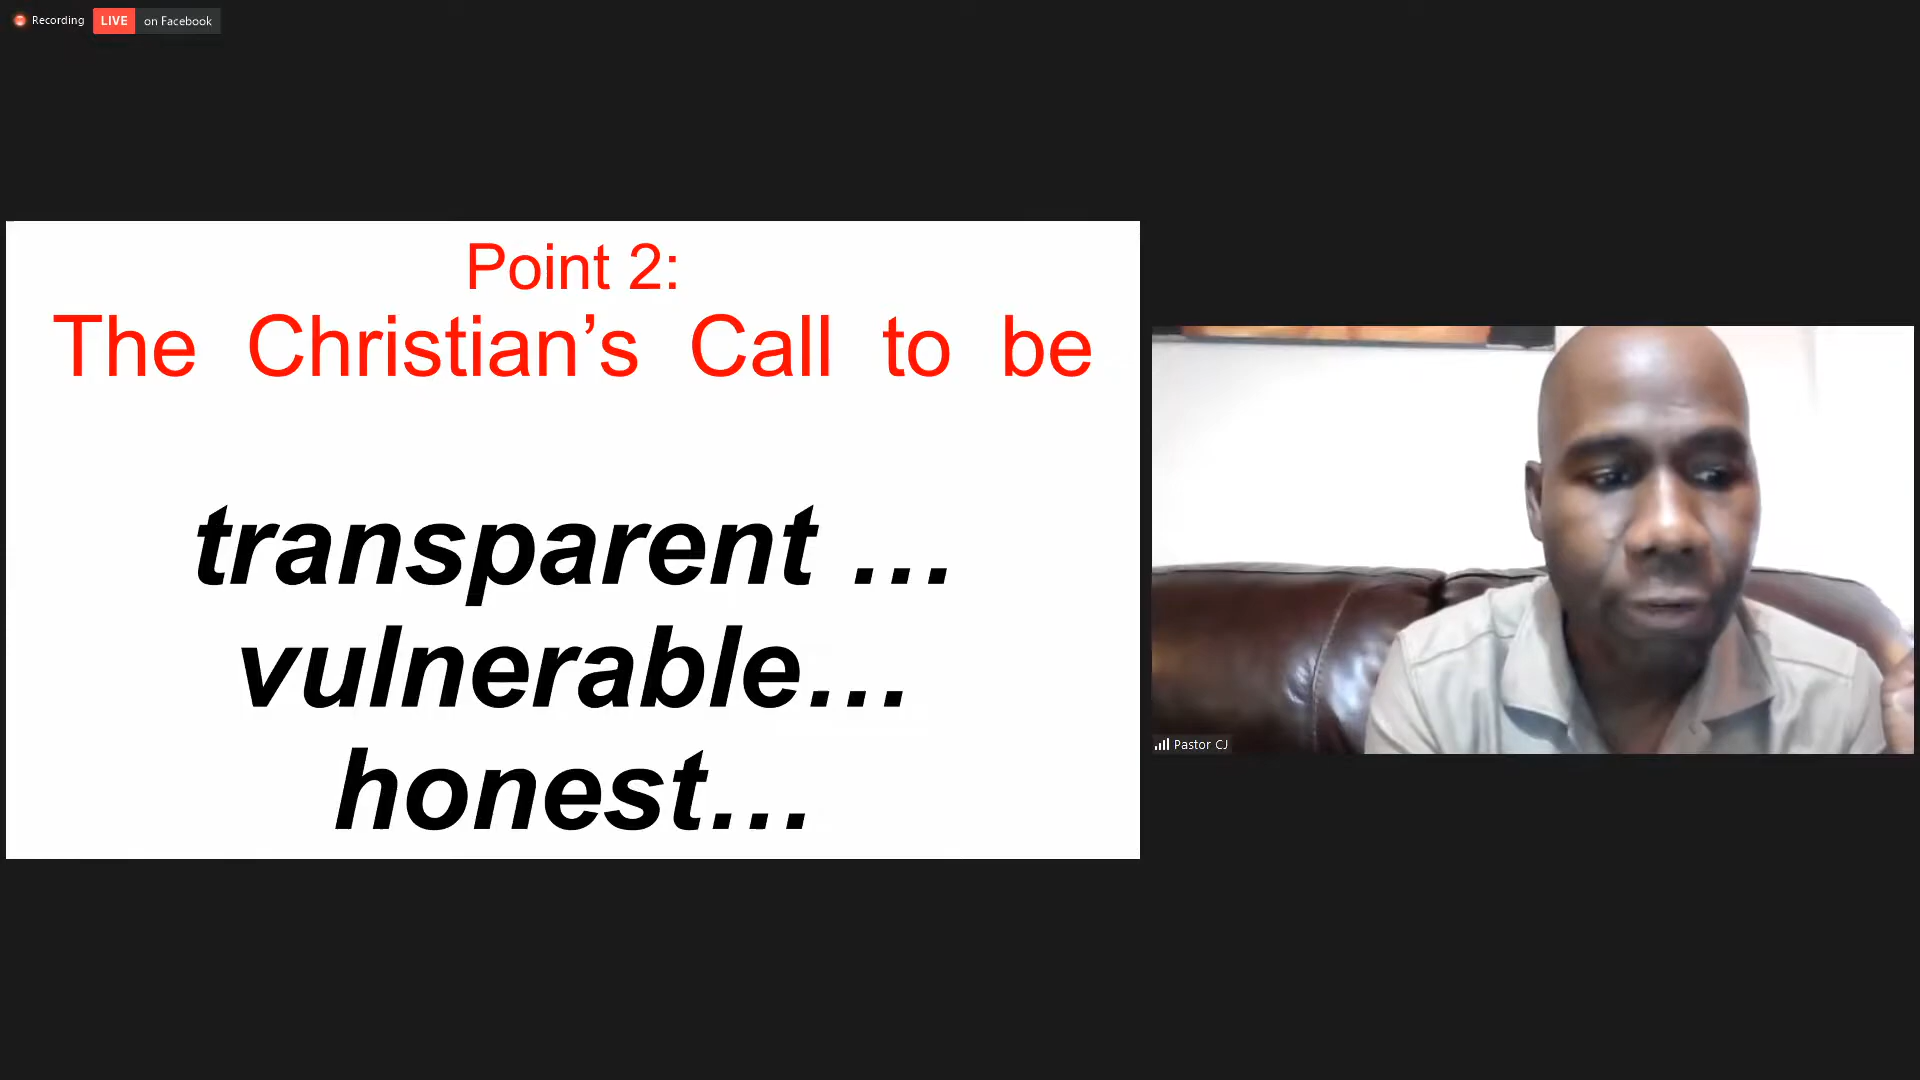 Recording LIVE on Facebook
Point 2:
The Christian’s Call to be
transparent …
vulnerable…
honest…
Pastor CJ